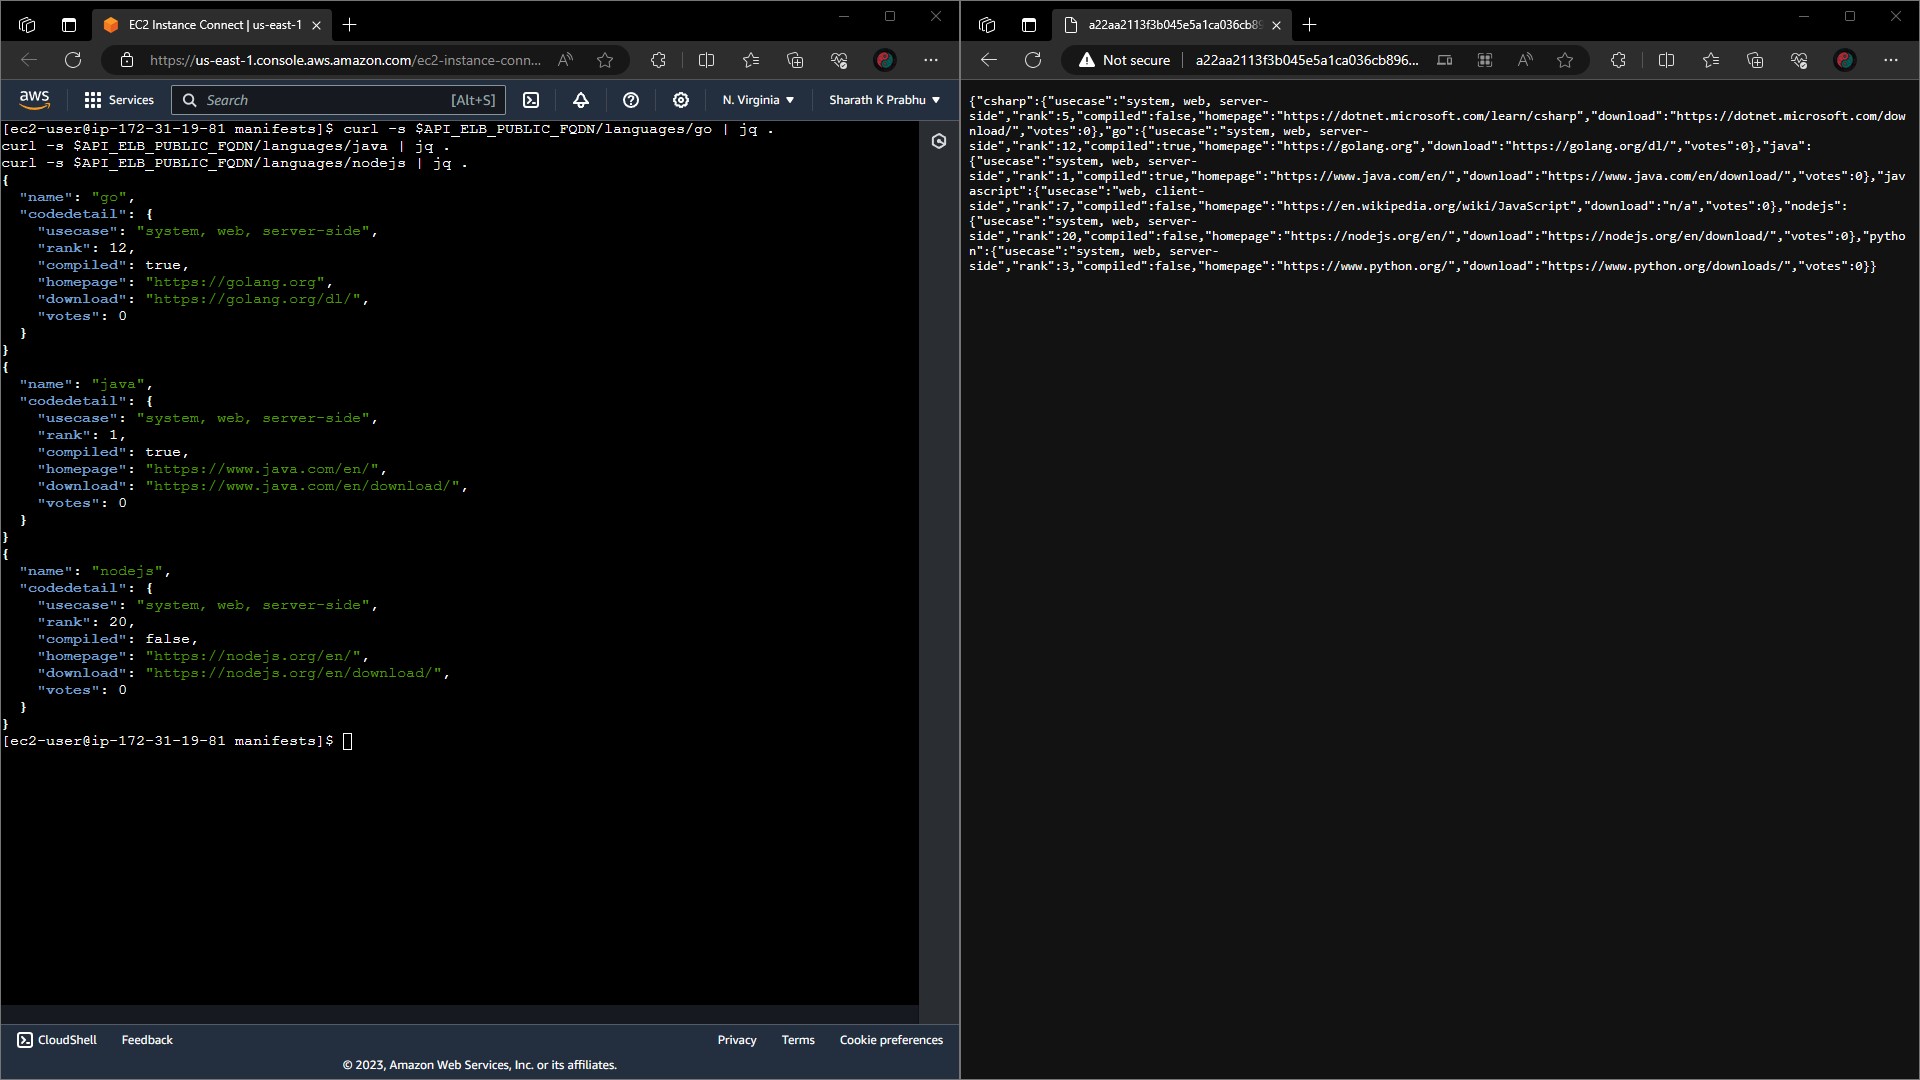 EC2 Instance Connect | us-east-1
https://us-east-1.console.aws.amazon.com/ec2-instance-conn...
aws
Services
Search
[Alt+S]
N. Virginia
Sharath K Prabhu
[ec2-user@ip-172-31-19-81 manifests]$ curl -s $API_ELB_PUBLIC_FQDN/languages/go | jq .
curl -s $API_ELB_PUBLIC_FQDN/languages/java | jq .
curl -s $API_ELB_PUBLIC_FQDN/languages/nodejs | jq .
{
  "name": "go",
  "codedetail": {
    "usecase": "system, web, server-side",
    "rank": 12,
    "compiled": true,
    "homepage": "https://golang.org",
    "download": "https://golang.org/dl/",
    "votes": 0
  }
}
{
  "name": "java",
  "codedetail": {
    "usecase": "system, web, server-side",
    "rank": 1,
    "compiled": true,
    "homepage": "https://www.java.com/en/",
    "download": "https://www.java.com/en/download/",
    "votes": 0
  }
}
{
  "name": "nodejs",
  "codedetail": {
    "usecase": "system, web, server-side",
    "rank": 20,
    "compiled": false,
    "homepage": "https://nodejs.org/en/",
    "download": "https://nodejs.org/en/download/",
    "votes": 0
  }
}
[ec2-user@ip-172-31-19-81 manifests]$
CloudShell
Feedback
Privacy
Terms
Cookie preferences
© 2023, Amazon Web Services, Inc. or its affiliates.
a22aa2113f3b045e5a1ca036cb89
Not secure
a22aa2113f3b045e5a1ca036cb896...
{"csharp":{"usecase":"system, web, server-
side","rank":5,"compiled":false,"homepage":"https://dotnet.microsoft.com/learn/csharp","download":"https://dotnet.microsoft.com/dow
nload/","votes":0},"go":{"usecase":"system, web, server-
side","rank":12,"compiled":true,"homepage":"https://golang.org","download":"https://golang.org/dl/","votes":0},"java":
{"usecase":"system, web, server-
side","rank":1,"compiled":true,"homepage":"https://www.java.com/en/","download":"https://www.java.com/en/download/","votes":0},"jav
ascript":{"usecase":"web, client-
side","rank":7,"compiled":false,"homepage":"https://en.wikipedia.org/wiki/JavaScript","download":"n/a","votes":0},"nodejs":
{"usecase":"system, web, server-
side","rank":20,"compiled":false,"homepage":"https://nodejs.org/en/","download":"https://nodejs.org/en/download/","votes":0},"pytho
n":{"usecase":"system, web, server-
side","rank":3,"compiled":false,"homepage":"https://www.python.org/","download":"https://www.python.org/downloads/","votes":0}}